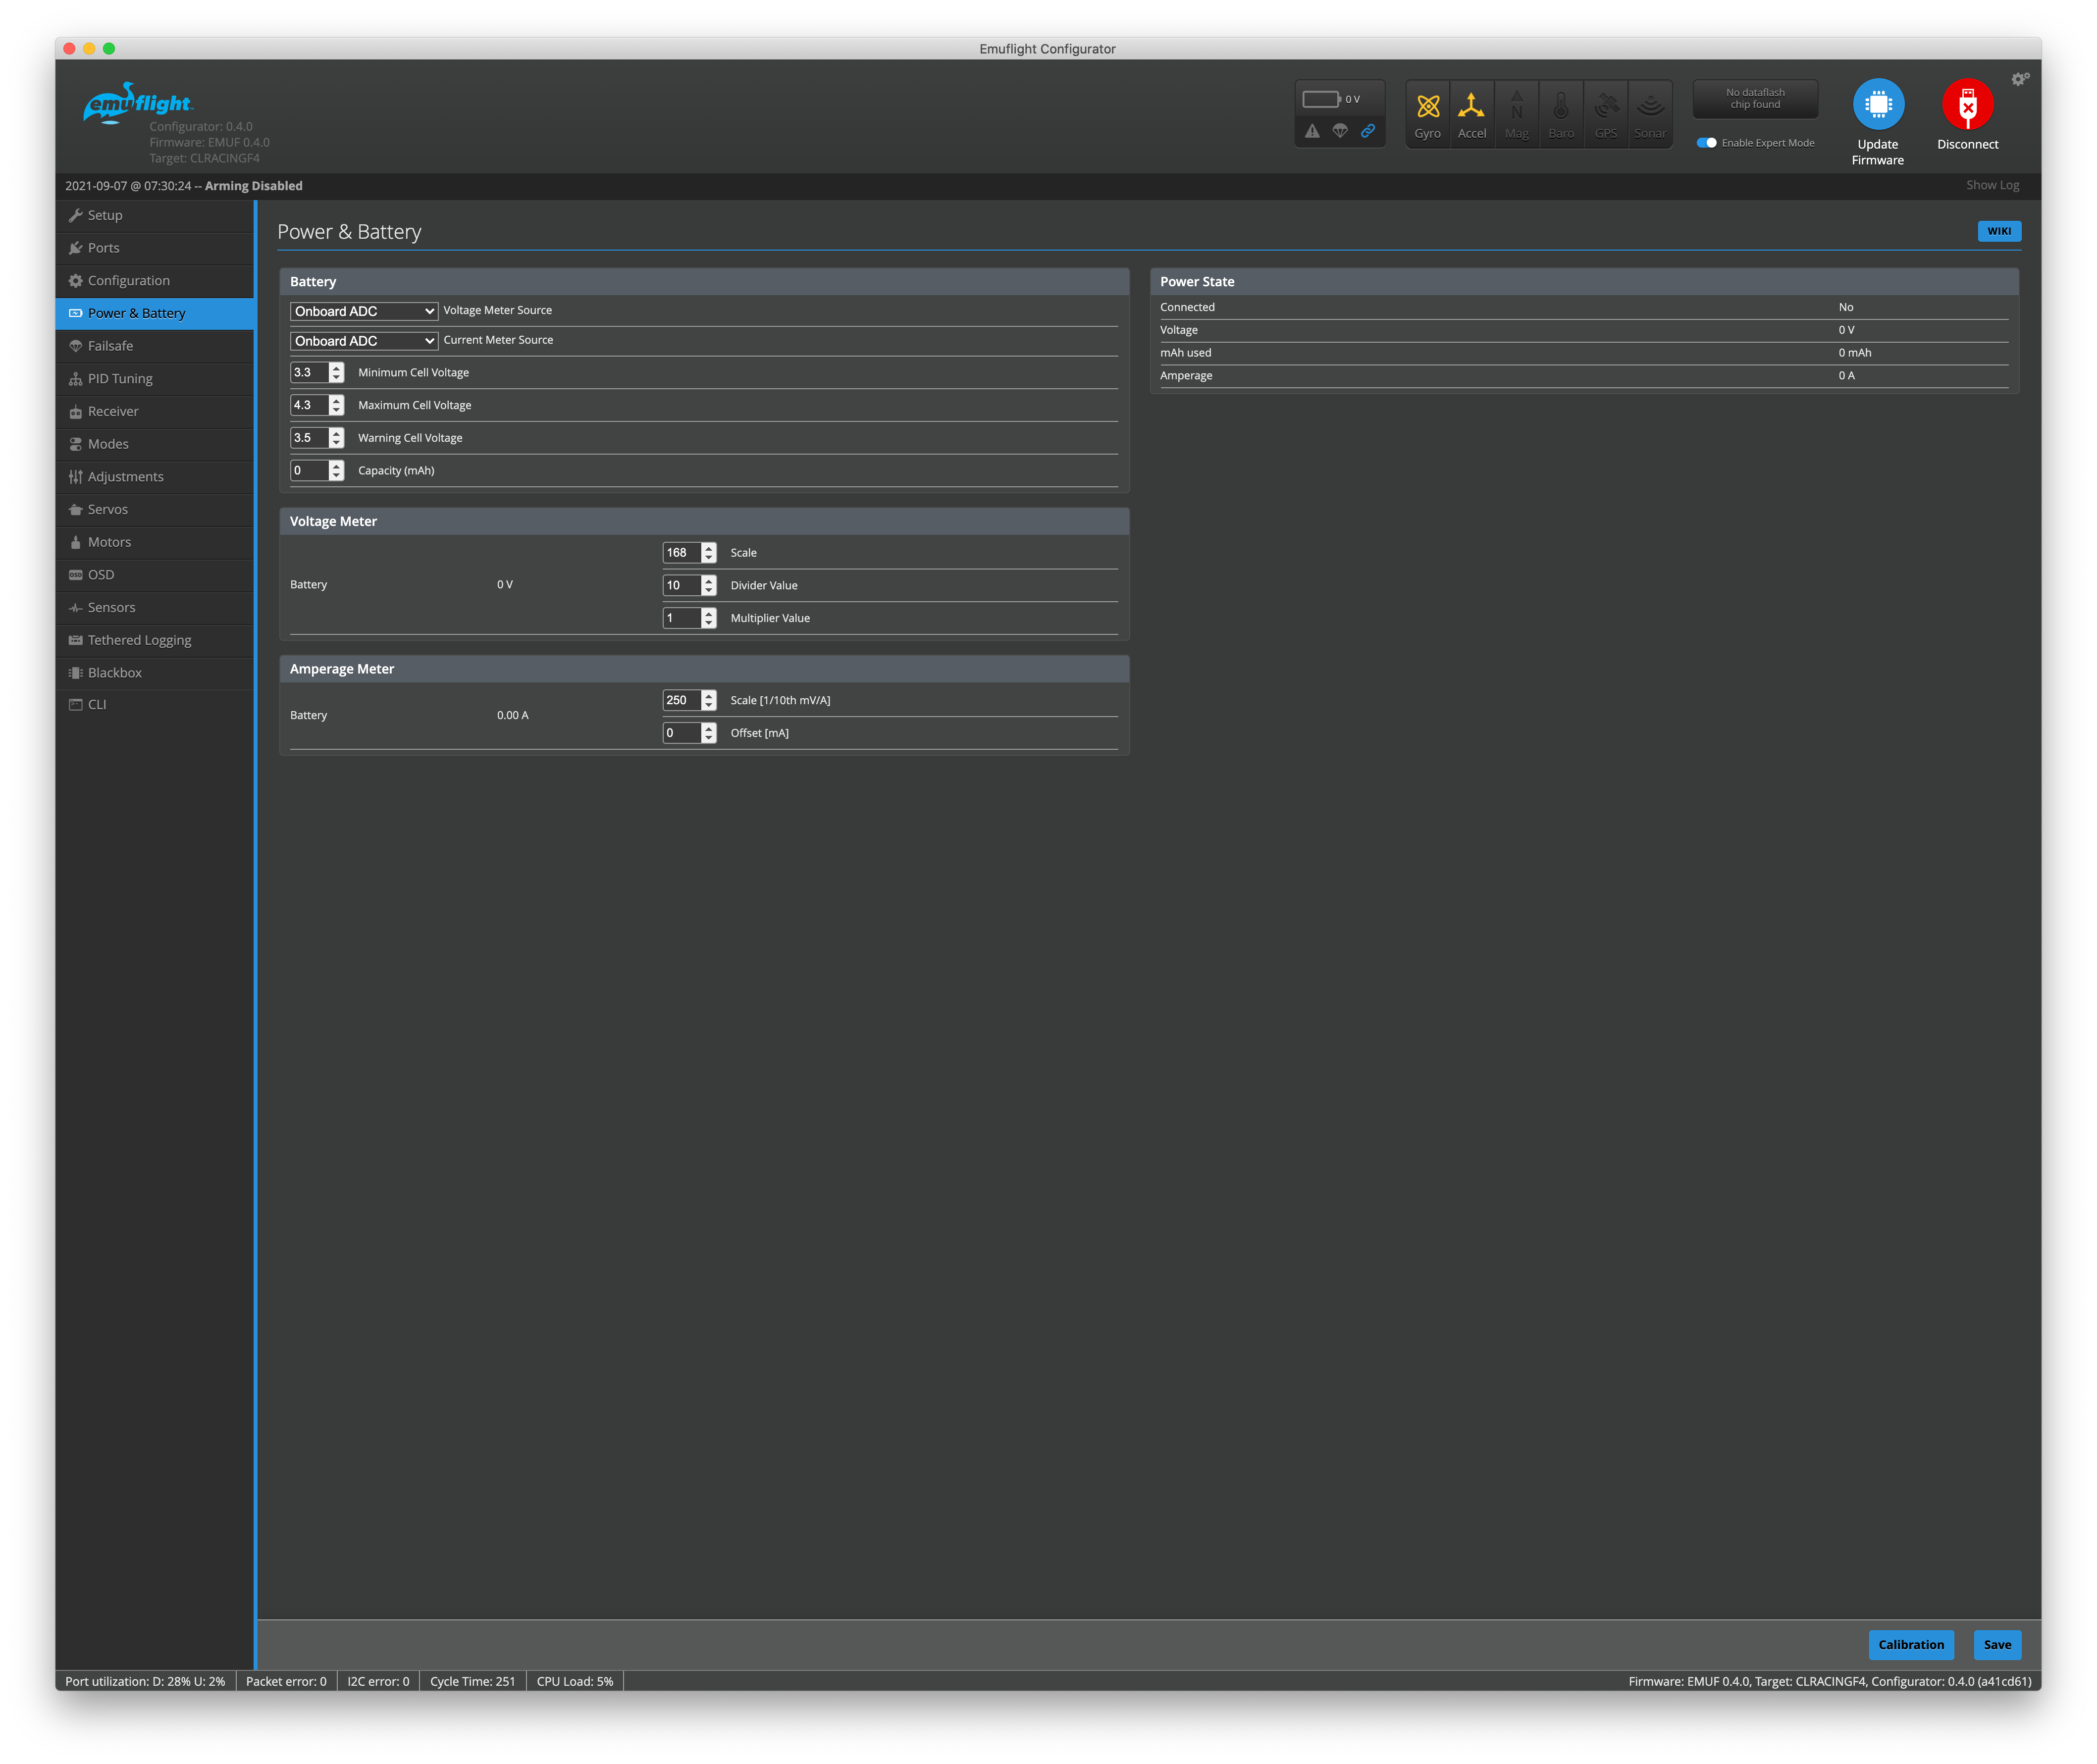 Emuflight Configurator
emuflight
Configurator: 0.4.0
Firmware: EMUF 0.4.0
Target: CLRACINGF4
0 V
Gyro
Accel
Mag
Baro
GPS
Sonar
No dataflash
chip found
Enable Expert Mode
Update
Firmware
Disconnect
2021-09-07 @ 07:30:24 -- Arming Disabled
Show Log
Setup
Ports
Configuration
Power & Battery
Failsafe
PID Tuning
Receiver
Modes
Adjustments
Servos
Motors
OSD
Sensors
Tethered Logging
Blackbox
CLI
Power & Battery
WIKI
Battery
Onboard ADC Voltage Meter Source
Onboard ADC Current Meter Source
3.3 Minimum Cell Voltage
4.3 Maximum Cell Voltage
3.5 Warning Cell Voltage
0 Capacity (mAh)
Voltage Meter
Battery 0 V
168 Scale
10 Divider Value
1 Multiplier Value
Amperage Meter
Battery 0.00 A
250 Scale [1/10th mV/A]
0 Offset [mA]
Power State
Connected No
Voltage 0 V
mAh used 0 mAh
Amperage 0 A
Calibration
Save
Port utilization: D: 28% U: 2% Packet error: 0 I2C error: 0 Cycle Time: 251 CPU Load: 5%
Firmware: EMUF 0.4.0, Target: CLRACINGF4, Configurator: 0.4.0 (a41cd61)